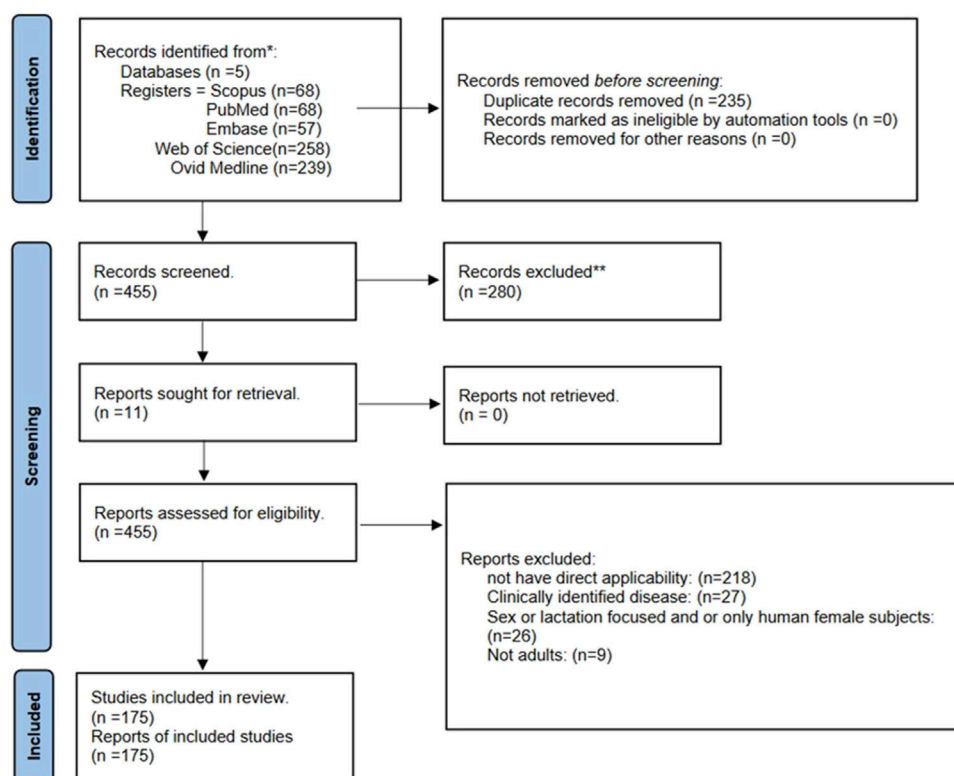 Identification
Records identified from*:
Databases (n =5)
Registers = Scopus (n=68)
PubMed (n=68)
Embase (n=57)
Web of Science(n=258)
Ovid Medline (n=239)
Records removed before screening:
Duplicate records removed (n =235)
Records marked as ineligible by automation tools (n =0)
Records removed for other reasons (n =0)
Screening
Records screened.
(n =455)
Records excluded**
(n =280)
Reports sought for retrieval.
(n =11)
Reports not retrieved.
(n = 0)
Reports assessed for eligibility.
(n =455)
Reports excluded:
not have direct applicability: (n=218)
Clinically identified disease: (n=27)
Sex or lactation focused and or only human female subjects:
(n=26)
Not adults: (n=9)
Included
Studies included in review.
(n =175)
Reports of included studies
(n =175)